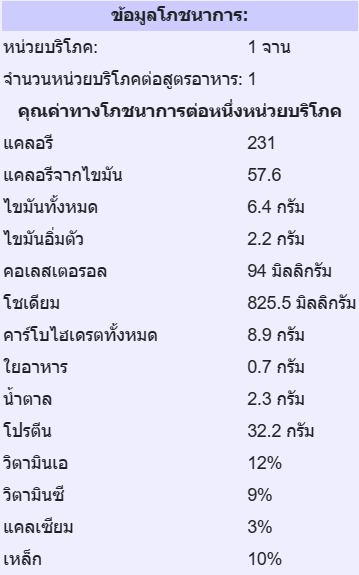 ข้อมูลโภชนาการ:
หน่วยบริโภค: 1 จาน
จำนวนหน่วยบริโภคต่อสูตรอาหาร: 1
คุณค่าทางโภชนาการต่อหนึ่งหน่วยบริโภค
แคลอรี 231
แคลอรีจากไขมัน 57.6
ไขมันทั้งหมด 6.4 กรัม
ไขมันอิ่มตัว 2.2 กรัม
คอเลสเตอรอล 94 มิลลิกรัม
โซเดียม 825.5 มิลลิกรัม
คาร์โบไฮเดรตทั้งหมด 8.9 กรัม
ใยอาหาร 0.7 กรัม
น้ำตาล 2.3 กรัม
โปรตีน 32.2 กรัม
วิตามินเอ 12%
วิตามินซี 9%
แคลเซียม 3%
เหล็ก 10%